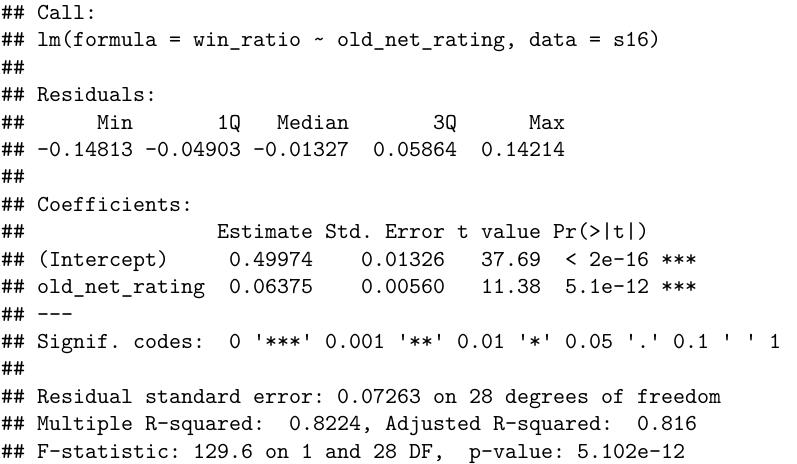 ## Call:
## lm(formula = win_ratio ~ old_net_rating, data = s16)
##
## Residuals:
##      Min       1Q   Median       3Q      Max
## -0.14813 -0.04903 -0.01327  0.05864  0.14214
##
## Coefficients:
##                Estimate Std. Error t value Pr(>|t|)
## (Intercept)     0.49974    0.01326   37.69  < 2e-16 ***
## old_net_rating  0.06375    0.00560   11.38  5.1e-12 ***
## ---
## Signif. codes:  0 '***' 0.001 '**' 0.01 '*' 0.05 '.' 0.1 ' ' 1
##
## Residual standard error: 0.07263 on 28 degrees of freedom
## Multiple R-squared:  0.8224, Adjusted R-squared:  0.816
## F-statistic: 129.6 on 1 and 28 DF,  p-value: 5.102e-12